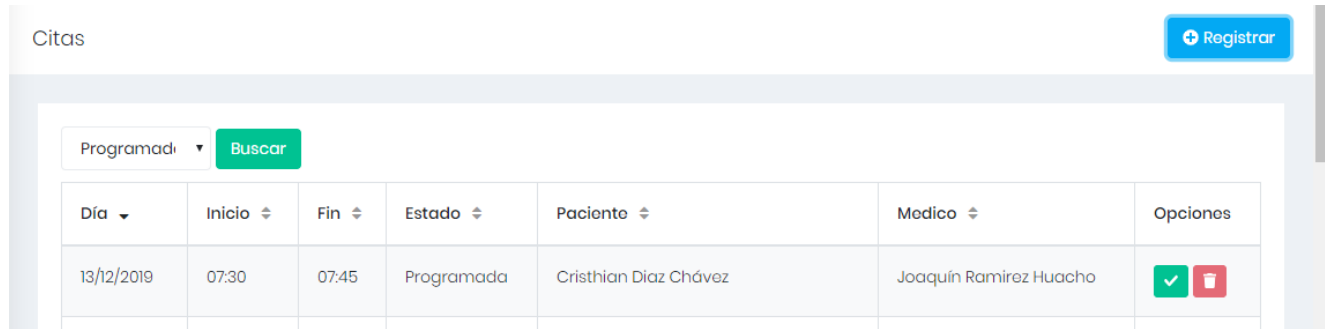 Citas
Registrar
Programad
Buscar
Día Inicio Fin Estado Paciente Medico Opciones
13/12/2019 07:30 07:45 Programada Cristhian Diaz Chávez Joaquín Ramirez Huacho